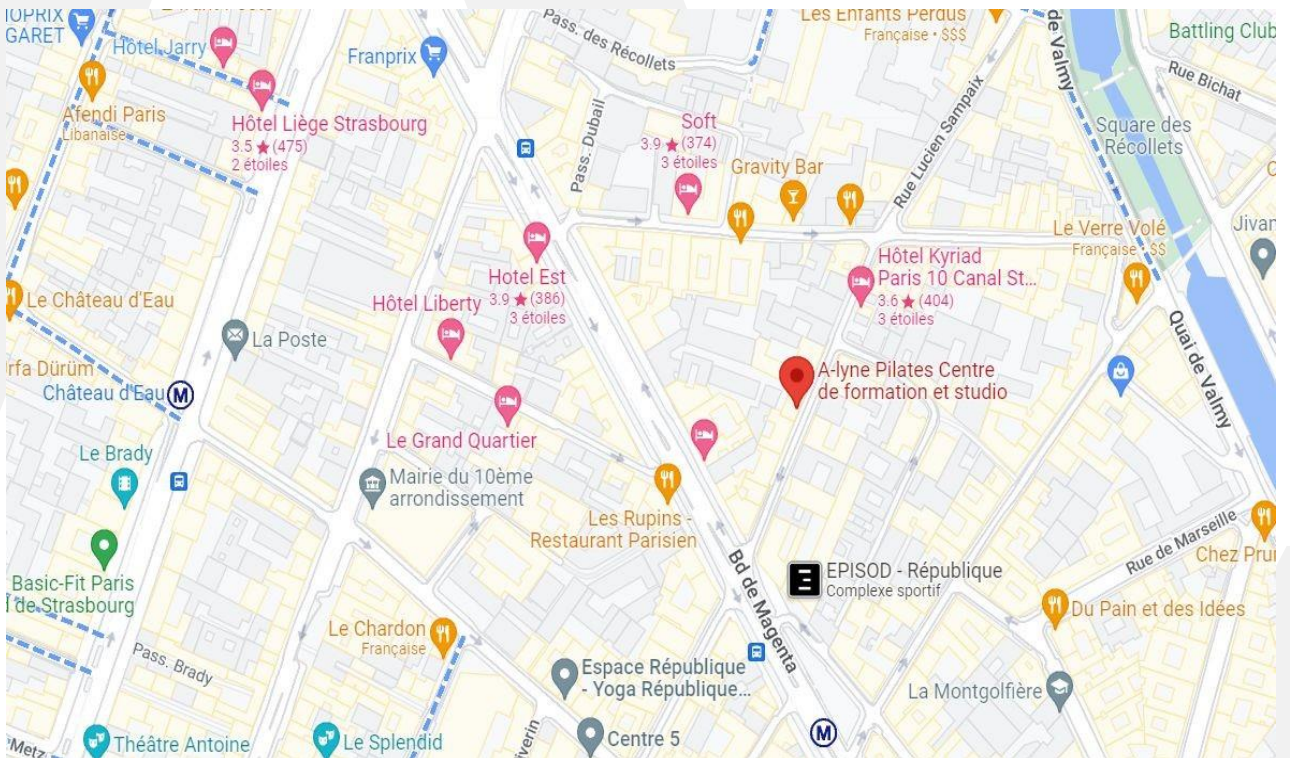 GARET
Hôtel Jarry
Franprix
Pass. des Récollets
Les Enfants Perdus
Française • $$$
de Valmy
Battling Club
Rue Bichat
Afendi Paris
Libanaise
Hôtel Liège Strasbourg
3.5 ★ (475)
2 étoiles
Pass. Dubail
Soft
3.9 ★ (374)
3 étoiles
Gravity Bar
Rue Lucien Sampaix
Square des
Récollets
Le Verre Volé
Française • $$
Jivan
Hotel Est
3.9 ★ (386)
3 étoiles
Hôtel Kyriad
Paris 10 Canal St...
3.6 ★ (404)
3 étoiles
Le Château d'Eau
Hôtel Liberty
La Poste
Quai de Valmy
rfa Dürüm
Château d'Eau
M
A-lyne Pilates Centre
de formation et studio
Le Grand Quartier
Le Brady
Mairie du 10ème
arrondissement
Les Rupins -
Restaurant Parisien
Bd de Magenta
Rue de Marseille
Chez Prun
Basic-Fit Paris
d de Strasbourg
EPISOD - République
Complexe sportif
Du Pain et des Idées
Le Chardon
Française
Pass. Brady
Espace République
- Yoga République...
La Montgolfière
Metz
Théâtre Antoine
Le Splendid
iverin
Centre 5
M